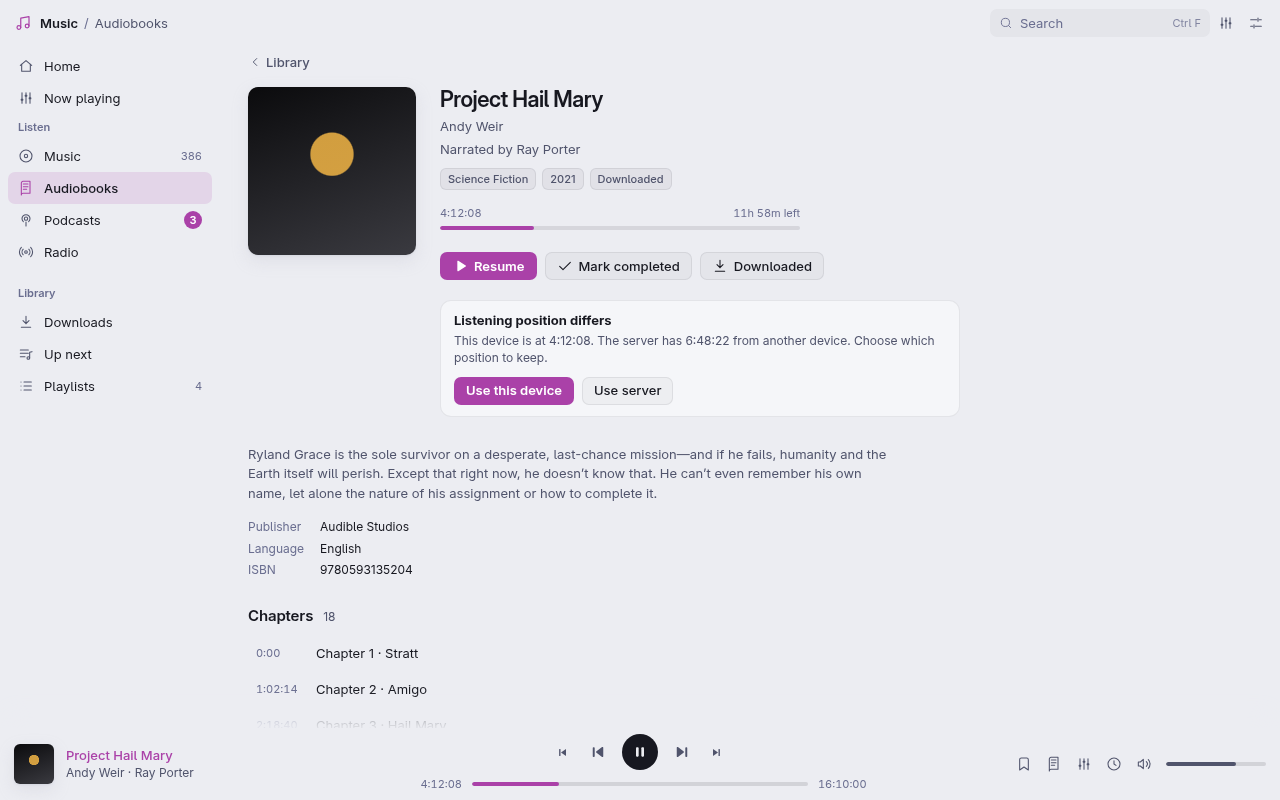 Music / Audiobooks
Search Ctrl F
Home
Now playing
Listen
Music 386
Audiobooks
Podcasts 3
Radio
Library
Downloads
Up next
Playlists 4
Library
Project Hail Mary
Andy Weir
Narrated by Ray Porter
Science Fiction 2021 Downloaded
4:12:08 11h 58m left
Resume Mark completed Downloaded
Listening position differs
This device is at 4:12:08. The server has 6:48:22 from another device. Choose which
position to keep.
Use this device Use server
Ryland Grace is the sole survivor on a desperate, last-chance mission—and if he fails, humanity and the
Earth itself will perish. Except that right now, he doesn’t know that. He can’t even remember his own
name, let alone the nature of his assignment or how to complete it.
Publisher Audible Studios
Language English
ISBN 9780593135204
Chapters 18
0:00 Chapter 1 · Stratt
1:02:14 Chapter 2 · Amigo
2:18:40 Chapter 3 · Hail Mary
Project Hail Mary
Andy Weir · Ray Porter
4:12:08 16:10:00